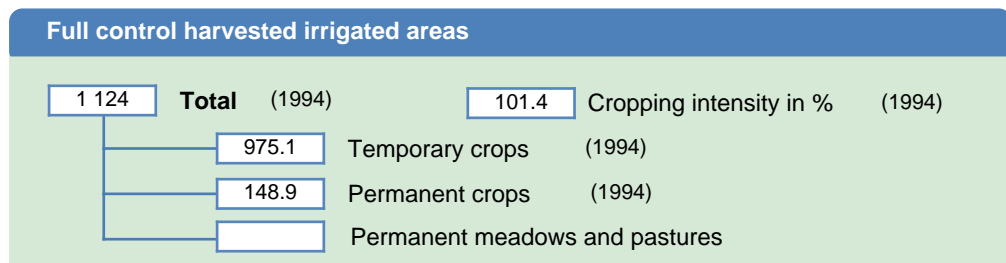 Full control harvested irrigated areas
1 124 Total (1994) 101.4 Cropping intensity in % (1994)
975.1 Temporary crops (1994)
148.9 Permanent crops (1994)
Permanent meadows and pastures